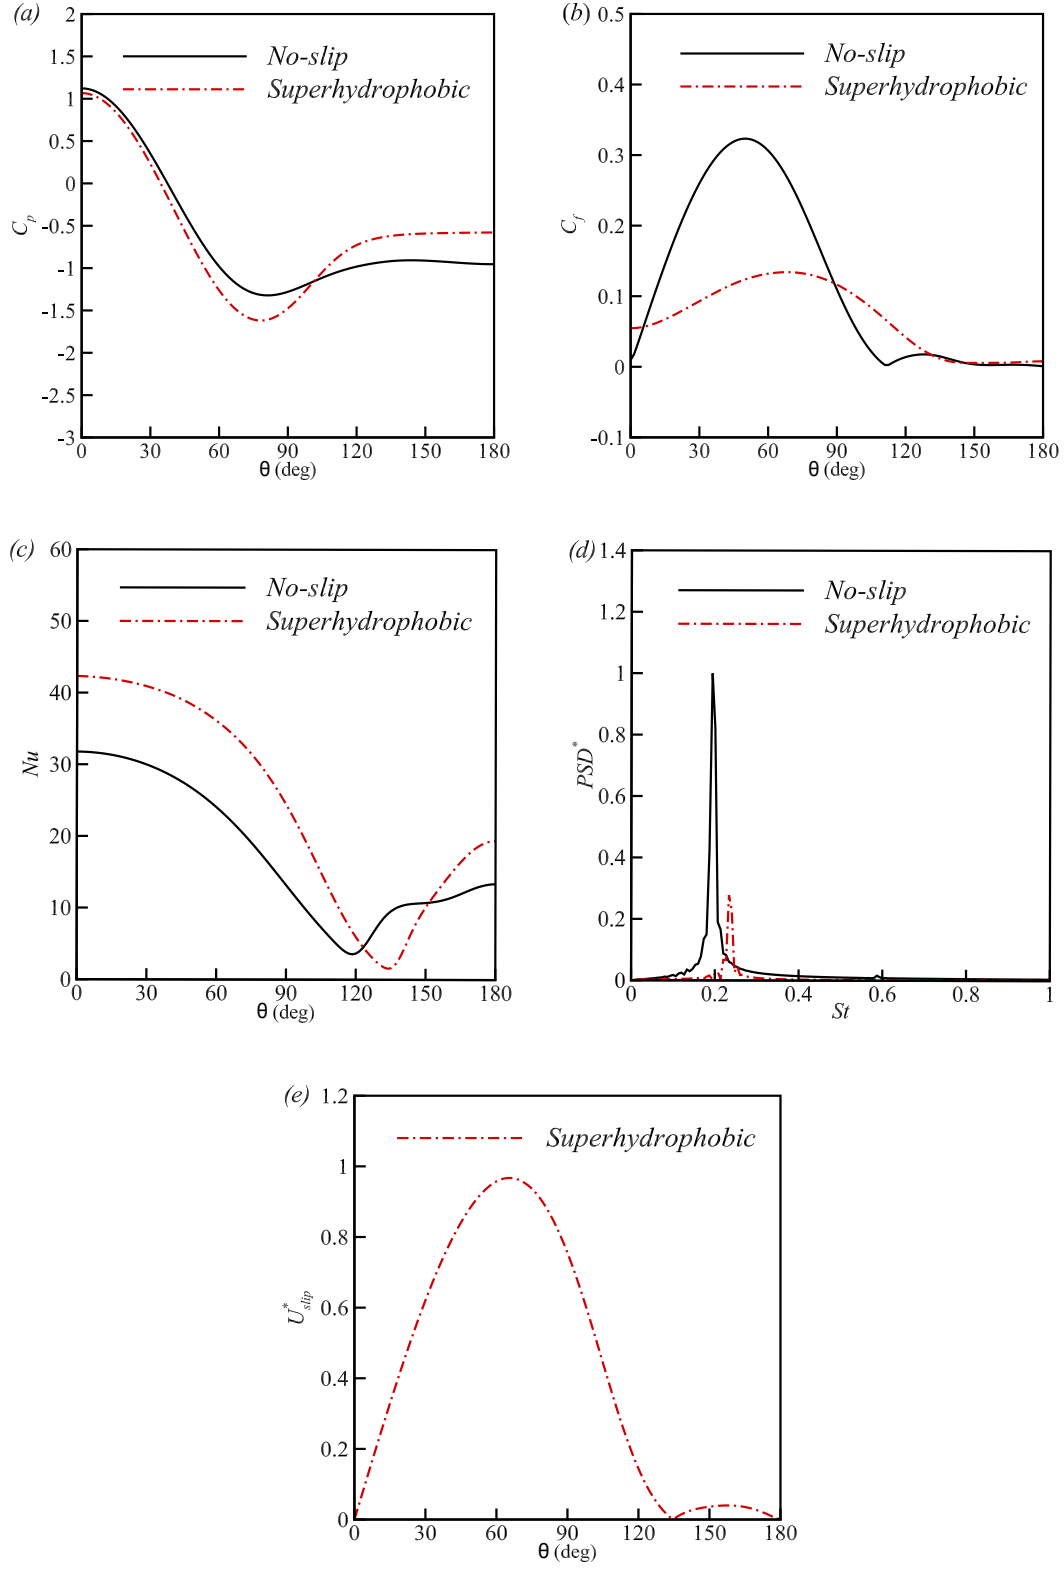 (a)
2
1.5
1
0.5
0
-0.5
-1
-1.5
-2
-2.5
-3
C_p
No-slip
Superhydrophobic
0 30 60 90 120 150 180
θ (deg)
(b)
0.5
0.4
0.3
0.2
0.1
0
-0.1
C_f
No-slip
Superhydrophobic
0 30 60 90 120 150 180
θ (deg)
(c)
60
50
40
30
20
10
0
Nu
No-slip
Superhydrophobic
0 30 60 90 120 150 180
θ (deg)
(d)
1.4
1.2
1
0.8
0.6
0.4
0.2
0
PSD*
No-slip
Superhydrophobic
0 0.2 0.4 0.6 0.8 1
St
(e)
1.2
1
0.8
0.6
0.4
0.2
0
U*_slip
Superhydrophobic
0 30 60 90 120 150 180
θ (deg)